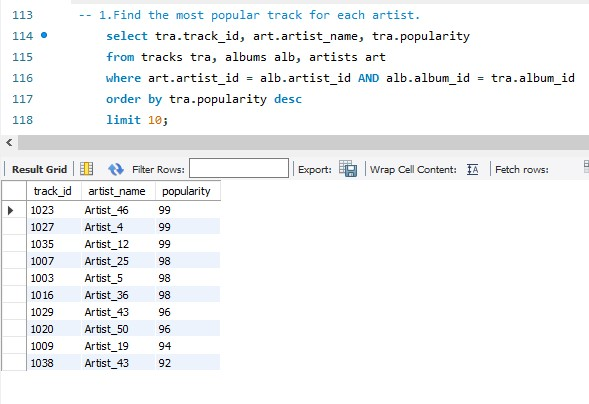 113 -- 1.Find the most popular track for each artist.
114 select tra.track_id, art.artist_name, tra.popularity
115 from tracks tra, albums alb, artists art
116 where art.artist_id = alb.artist_id AND alb.album_id = tra.album_id
117 order by tra.popularity desc
118 limit 10;
Result Grid Filter Rows: Export: Wrap Cell Content: Fetch rows:
track_id artist_name popularity
1023 Artist_46 99
1027 Artist_4 99
1035 Artist_12 99
1007 Artist_25 98
1003 Artist_5 98
1016 Artist_36 98
1029 Artist_43 96
1020 Artist_50 96
1009 Artist_19 94
1038 Artist_43 92